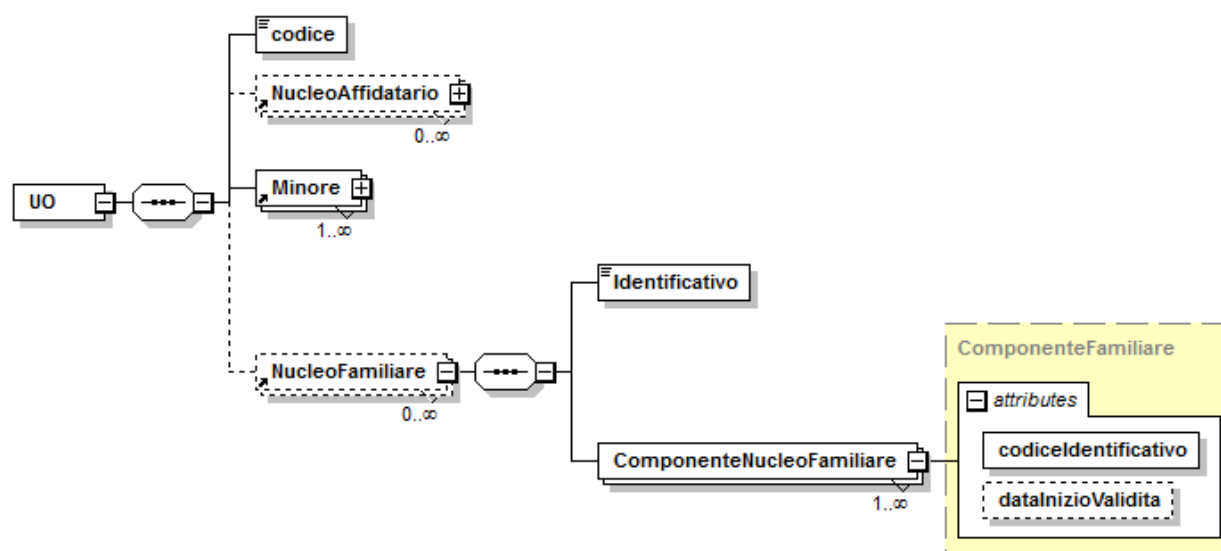 codice
NucleoAffidatario
0..∞
UO
Minore
1..∞
Identificativo
NucleoFamiliare
0..∞
ComponenteFamiliare
attributes
codiceIdentificativo
ComponenteNucleoFamiliare
1..∞
dataInizioValidita